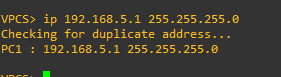 VPCS> ip 192.168.5.1 255.255.255.0
Checking for duplicate address...
PC1 : 192.168.5.1 255.255.255.0
VPCS>